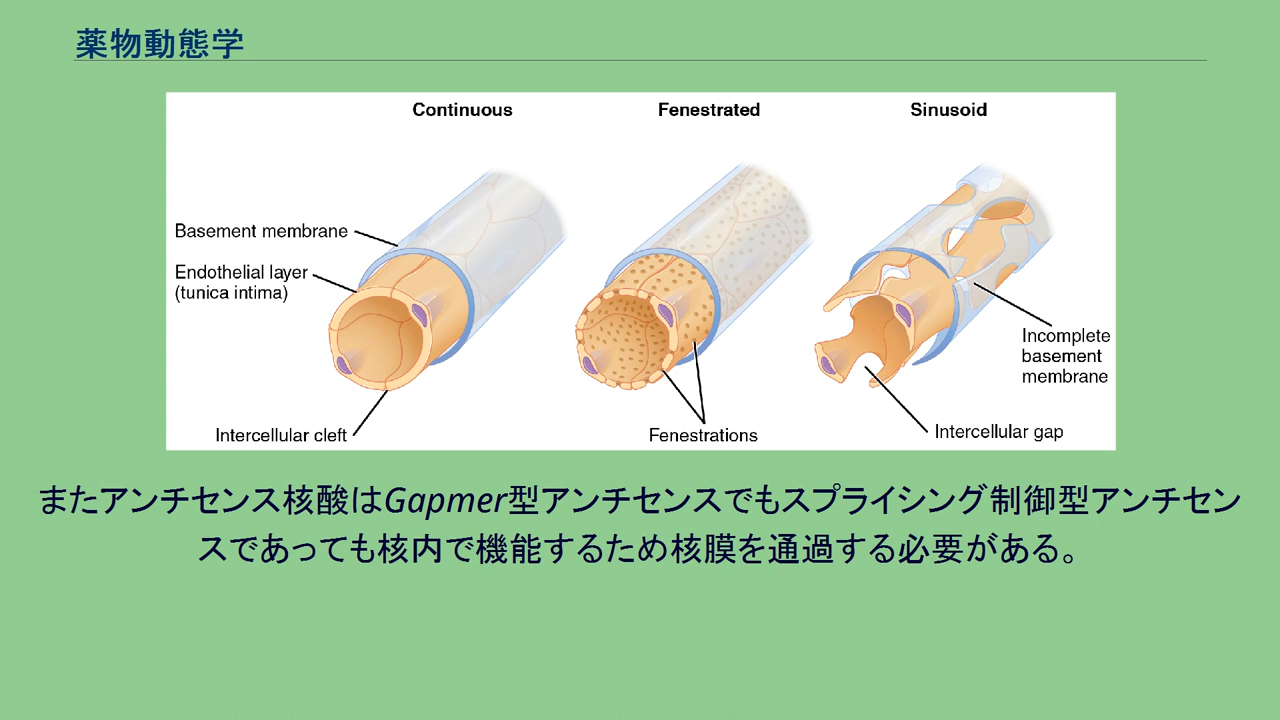 薬物動態学
Continuous
Fenestrated
Sinusoid
Basement membrane
Endothelial layer
(tunica intima)
Intercellular cleft
Fenestrations
Incomplete
basement
membrane
Intercellular gap
またアンチセンス核酸はGapmer型アンチセンスでもスプライシング制御型アンチセン
スであっても核内で機能するため核膜を通過する必要がある。